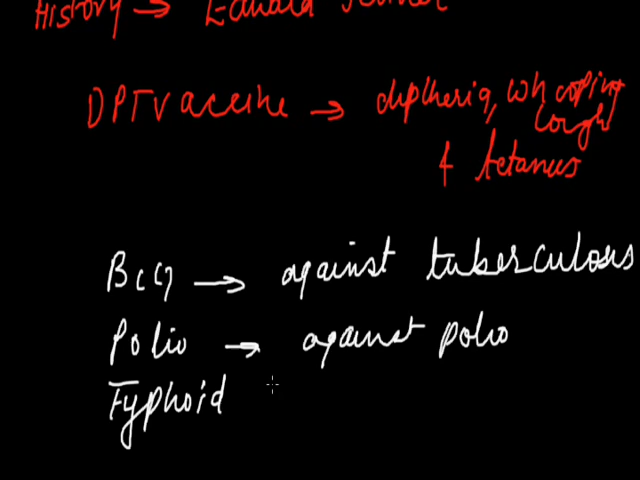 History → Edward Jenner
DPT Vaccine → diptheria, whooping
cough
& tetanus
BCG → against tuberculosis
Polio → against polio
Typhoid